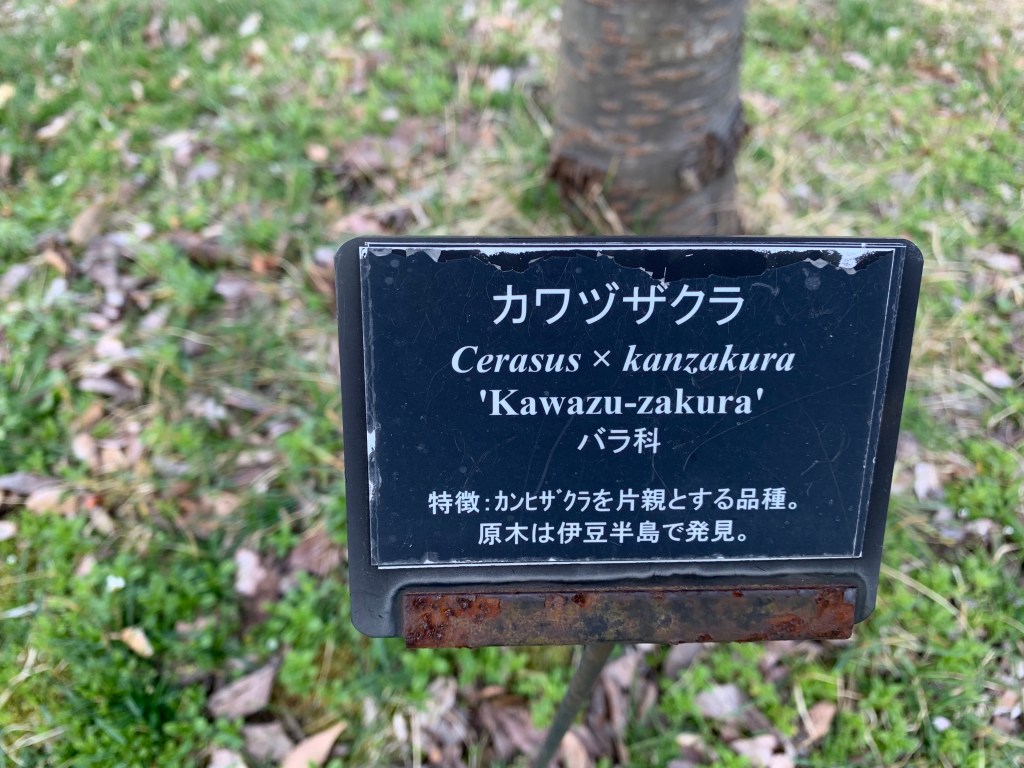 カワヅザクラ
Cerasus × kanzakura
'Kawazu-zakura'
バラ科
特徴：ｶﾝﾋｻﾞｸﾗを片親とする品種。
原木は伊豆半島で発見。